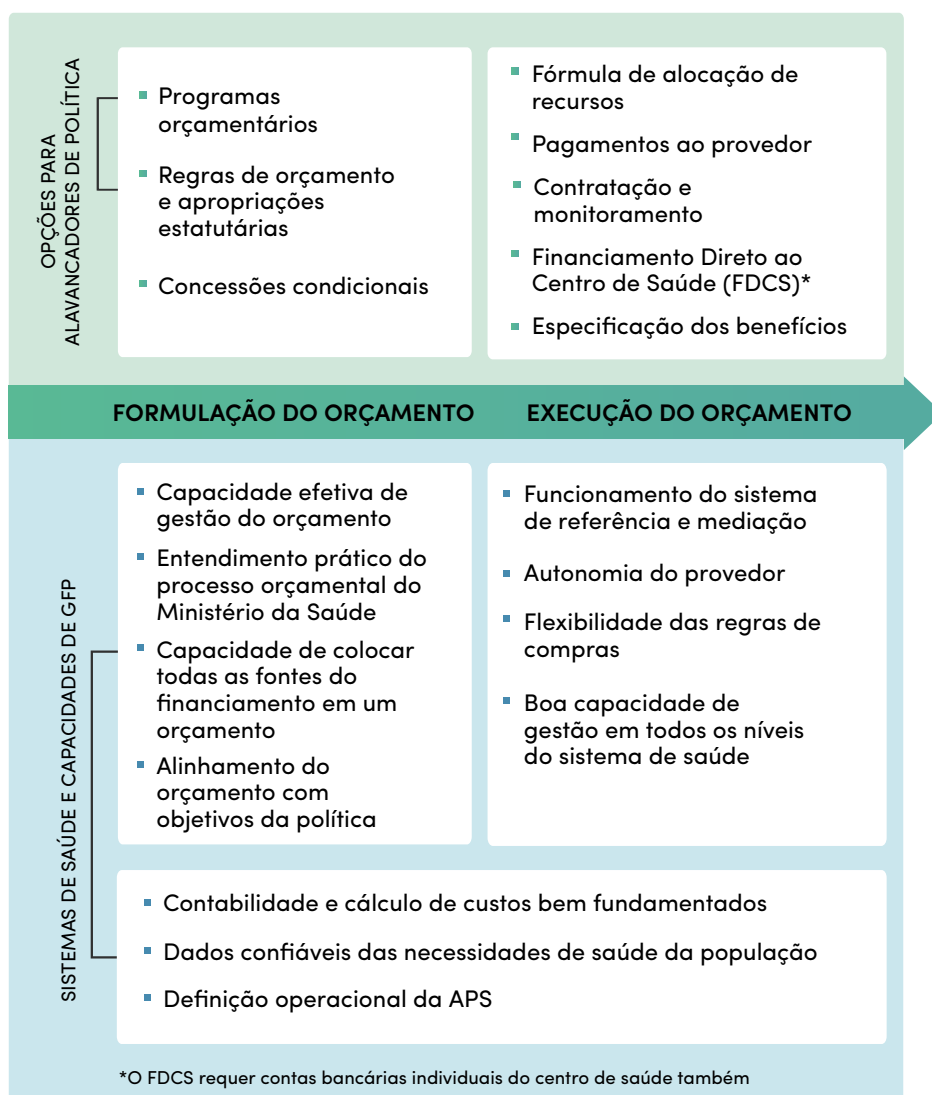 OPÇÕES PARA
ALAVANCADORES DE POLÍTICA
Programas
orçamentários
Regras de orçamento
e apropriações
estatutárias
Concessões condicionais
Fórmula de alocação de
recursos
Pagamentos ao provedor
Contratação e
monitoramento
Financiamento Direto ao
Centro de Saúde (FDCS)*
Especificação dos benefícios
FORMULAÇÃO DO ORÇAMENTO
EXECUÇÃO DO ORÇAMENTO
SISTEMAS DE SAÚDE E CAPACIDADES DE GFP
Capacidade efetiva de
gestão do orçamento
Entendimento prático do
processo orçamental do
Ministério da Saúde
Capacidade de colocar
todas as fontes do
financiamento em um
orçamento
Alinhamento do
orçamento com
objetivos da política
Funcionamento do sistema
de referência e mediação
Autonomia do provedor
Flexibilidade das regras de
compras
Boa capacidade de
gestão em todos os níveis
do sistema de saúde
Contabilidade e cálculo de custos bem fundamentados
Dados confiáveis das necessidades de saúde da população
Definição operacional da APS
*O FDCS requer contas bancárias individuais do centro de saúde também